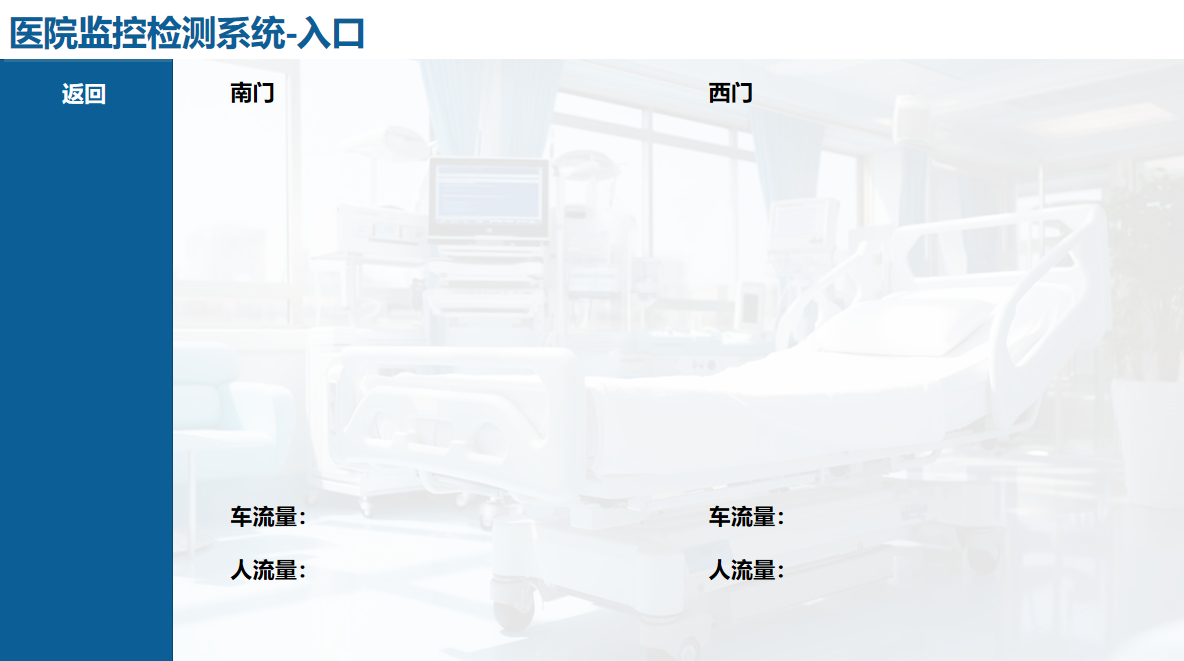 医院监控检测系统-入口
返回
南门
西门
车流量：
车流量：
人流量：
人流量：